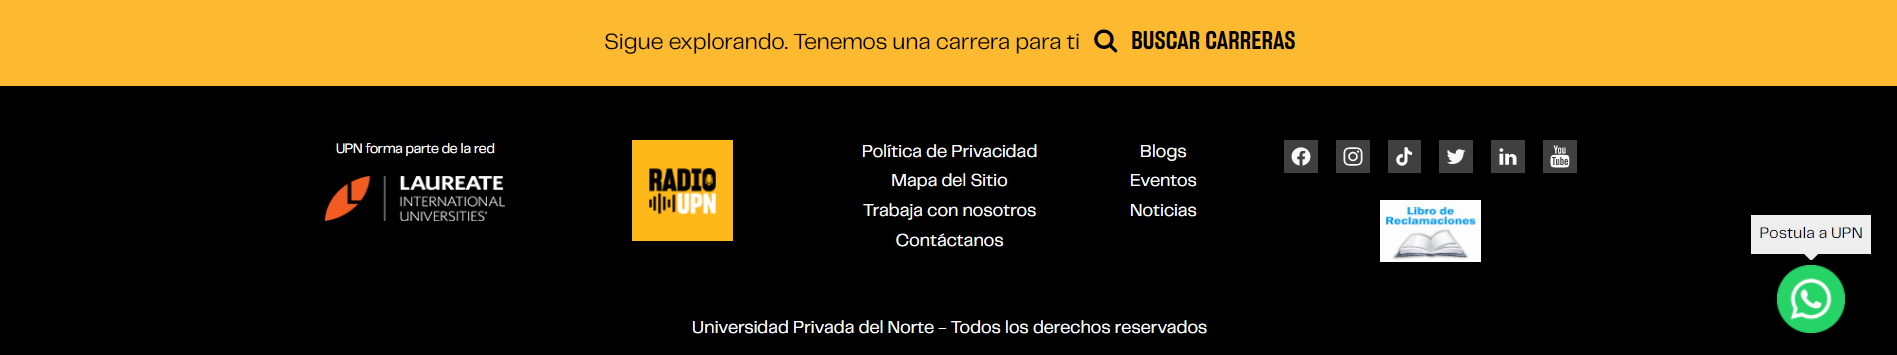 Sigue explorando. Tenemos una carrera para ti BUSCAR CARRERAS
UPN forma parte de la red
LAUREATE
INTERNATIONAL
UNIVERSITIES®
RADIO
UPN
Política de Privacidad
Mapa del Sitio
Trabaja con nosotros
Contáctanos
Blogs
Eventos
Noticias
in
You
Tube
Libro de
Reclamaciones
Postula a UPN
Universidad Privada del Norte - Todos los derechos reservados